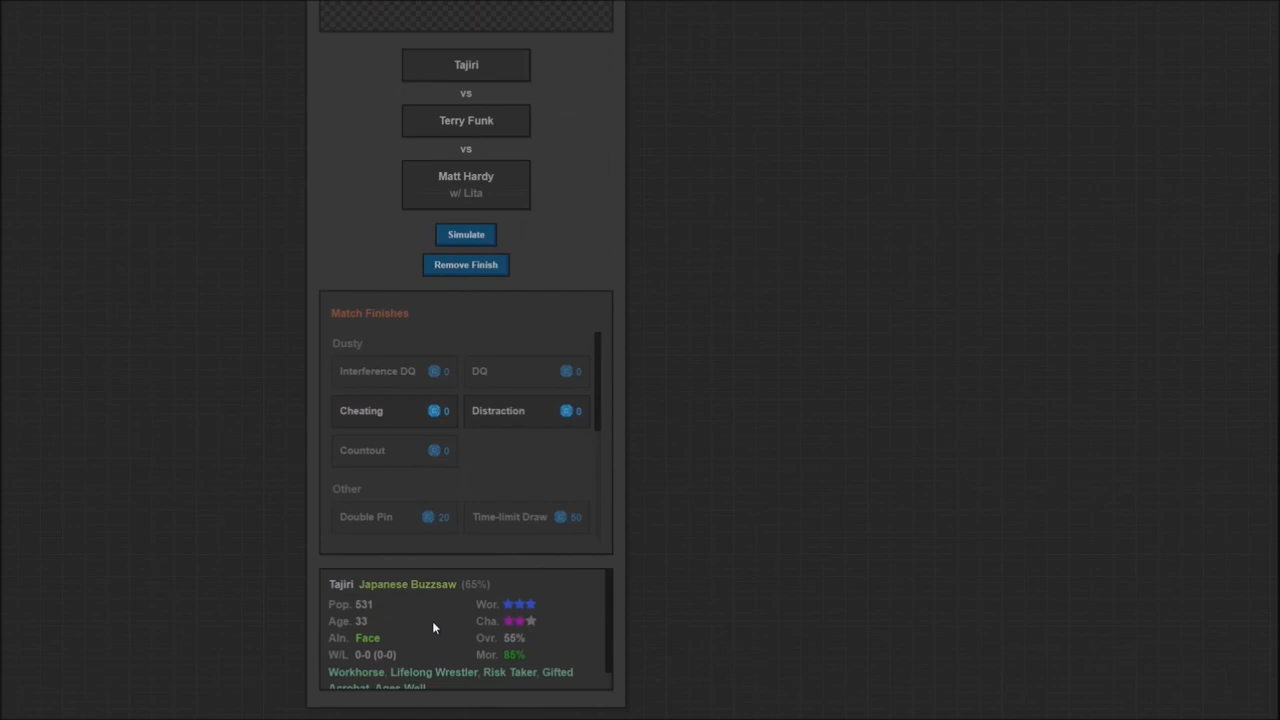 Tajiri
vs
Terry Funk
vs
Matt Hardy
w/ Lita
Simulate
Remove Finish
Match Finishes
Dusty
Interference DQ 0 DQ 0
Cheating 0 Distraction 0
Countout 0
Other
Double Pin 20 Time-limit Draw 50
Tajiri Japanese Buzzsaw (65%)
Pop. 531 Wor.
Age. 33 Cha.
Aln. Face Ovr. 55%
W/L 0-0 (0-0) Mor. 85%
Workhorse, Lifelong Wrestler, Risk Taker, Gifted
Acrobat, Ages Well